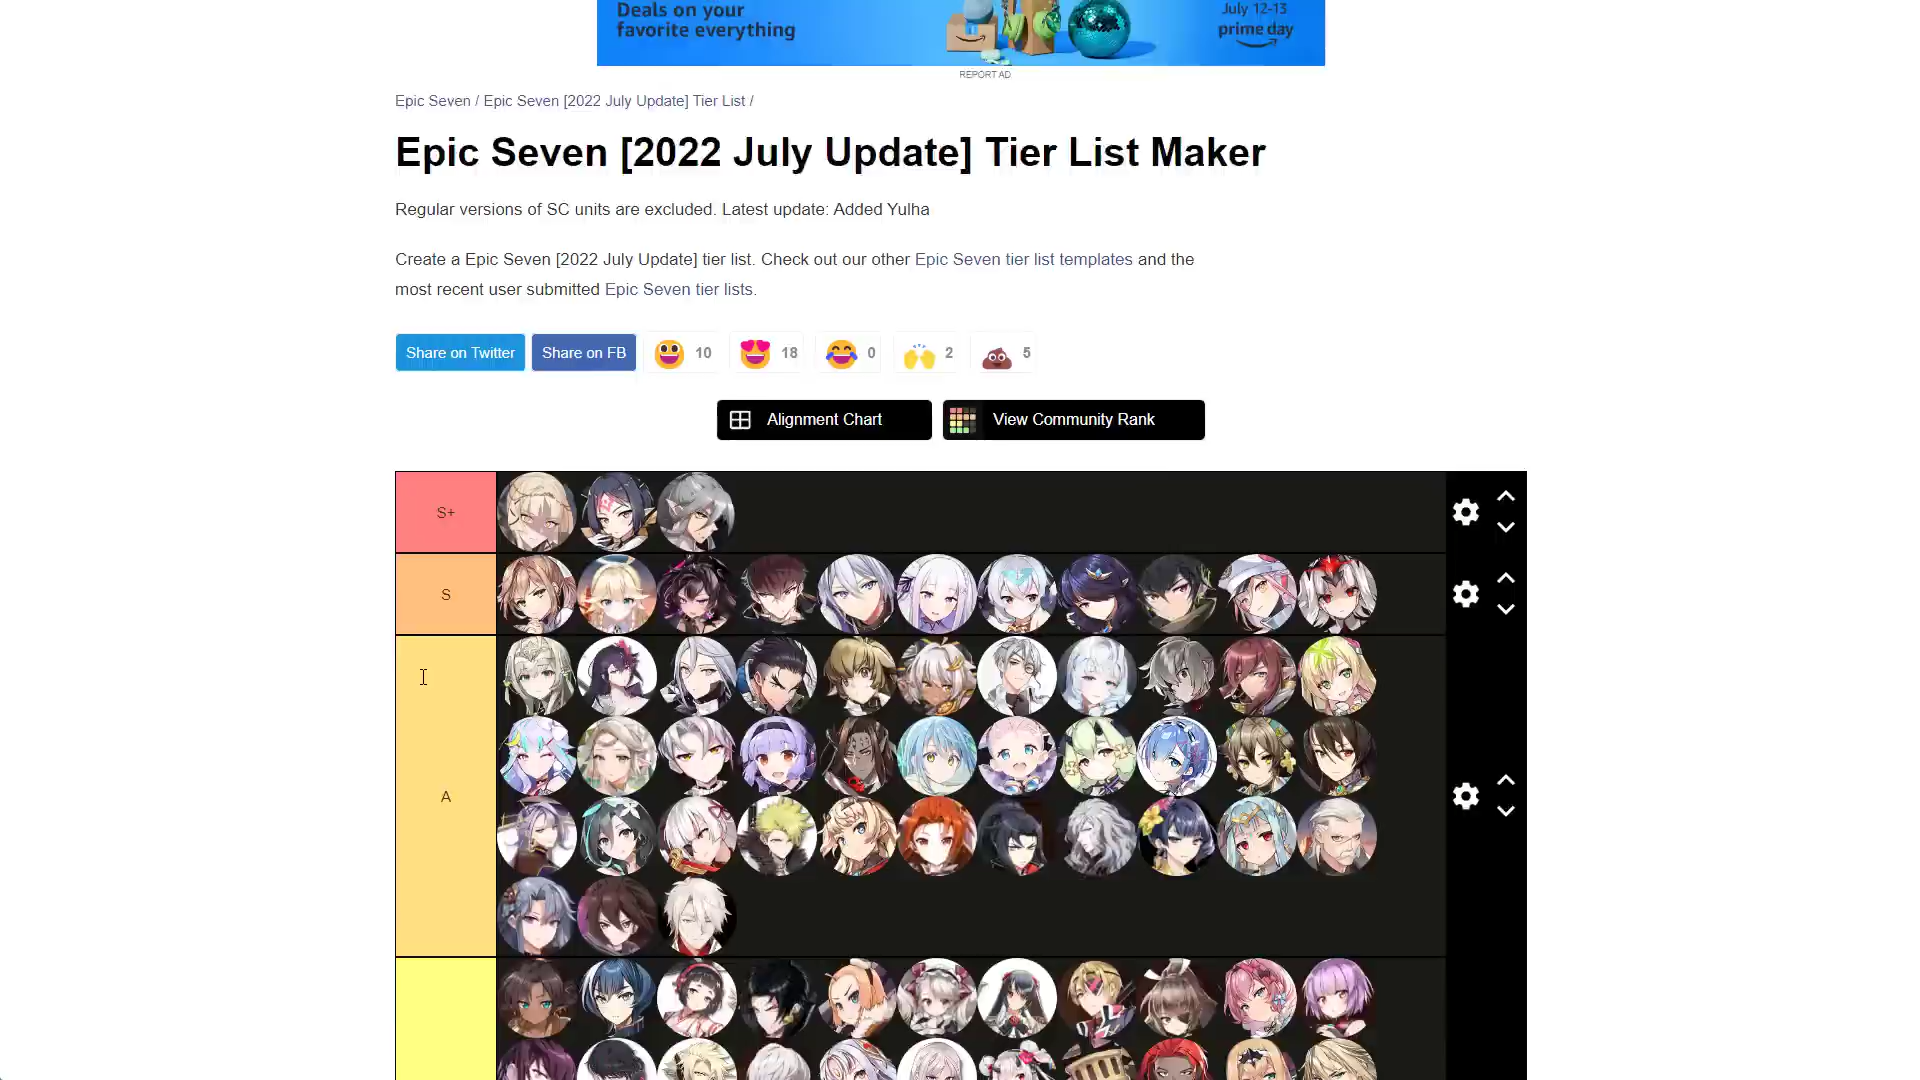 Deals on your
favorite everything
July 12-13
prime day
REPORT AD
Epic Seven / Epic Seven [2022 July Update] Tier List /
Epic Seven [2022 July Update] Tier List Maker
Regular versions of SC units are excluded. Latest update: Added Yulha
Create a Epic Seven [2022 July Update] tier list. Check out our other Epic Seven tier list templates and the
most recent user submitted Epic Seven tier lists.
Share on Twitter
Share on FB
10
18
0
2
5
Alignment Chart
View Community Rank
S+
S
A